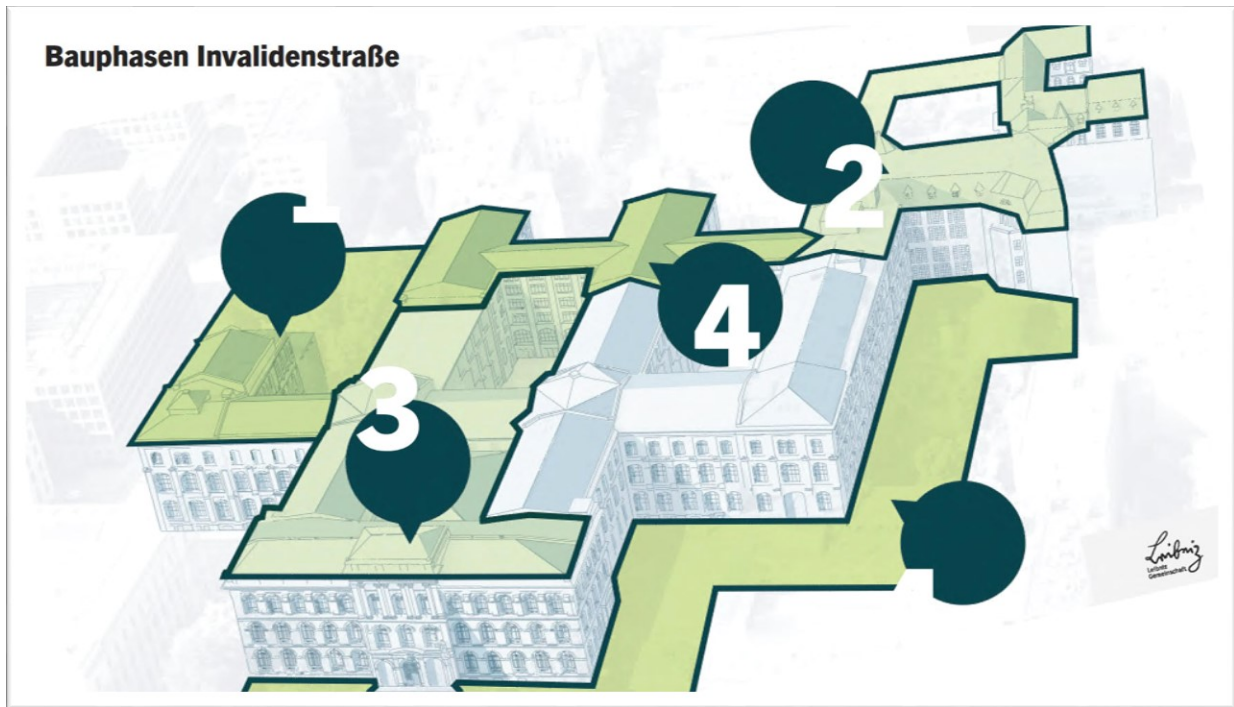 Bauphasen Invalidenstraße
2
4
3
Leibniz
Leibniz
Gemeinschaft